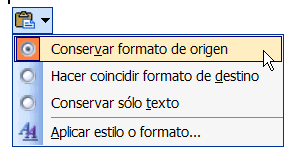 Conservar formato de origen
Hacer coincidir formato de destino
Conservar sólo texto
Aplicar estilo o formato...